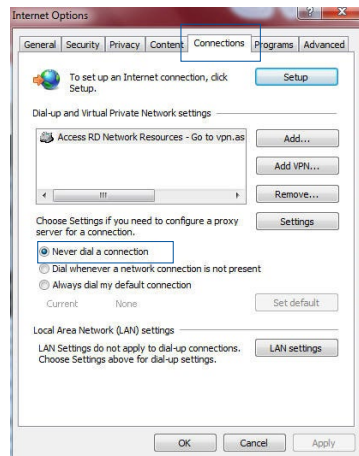 Internet Options
General Security Privacy Content Connections Programs Advanced
To set up an Internet connection, click
Setup.
Setup
Dial-up and Virtual Private Network settings
Access RD Network Resources - Go to vpn.as
Add...
Add VPN...
Remove...
Choose Settings if you need to configure a proxy
server for a connection.
Settings
Never dial a connection
Dial whenever a network connection is not present
Always dial my default connection
Current None
Set default
Local Area Network (LAN) settings
LAN Settings do not apply to dial-up connections.
Choose Settings above for dial-up settings.
LAN settings
OK Cancel Apply